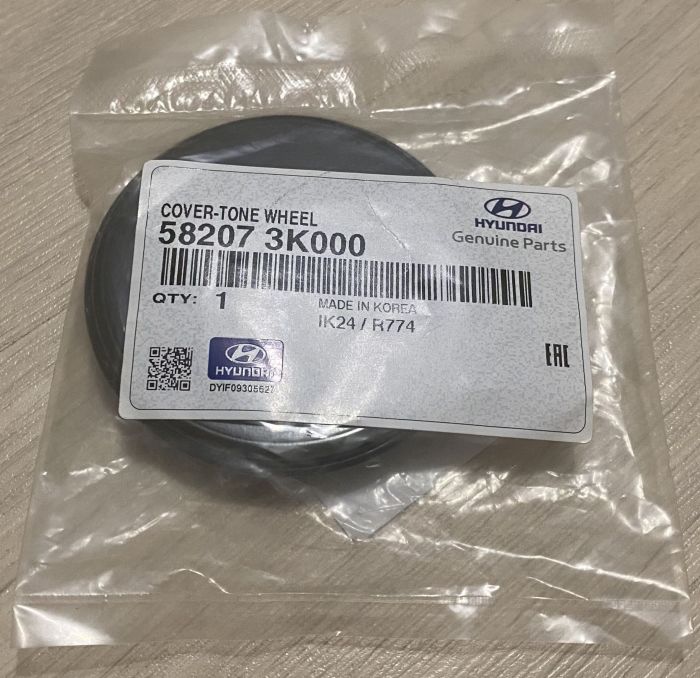 COVER-TONE WHEEL
58207 3K000
HYUNDAI
Genuine Parts
QTY: 1
MADE IN KOREA
IK24 / R774
EAC
HYUNDAI
DYIF09305627